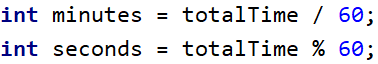 int minutes = totalTime / 60;
int seconds = totalTime % 60;